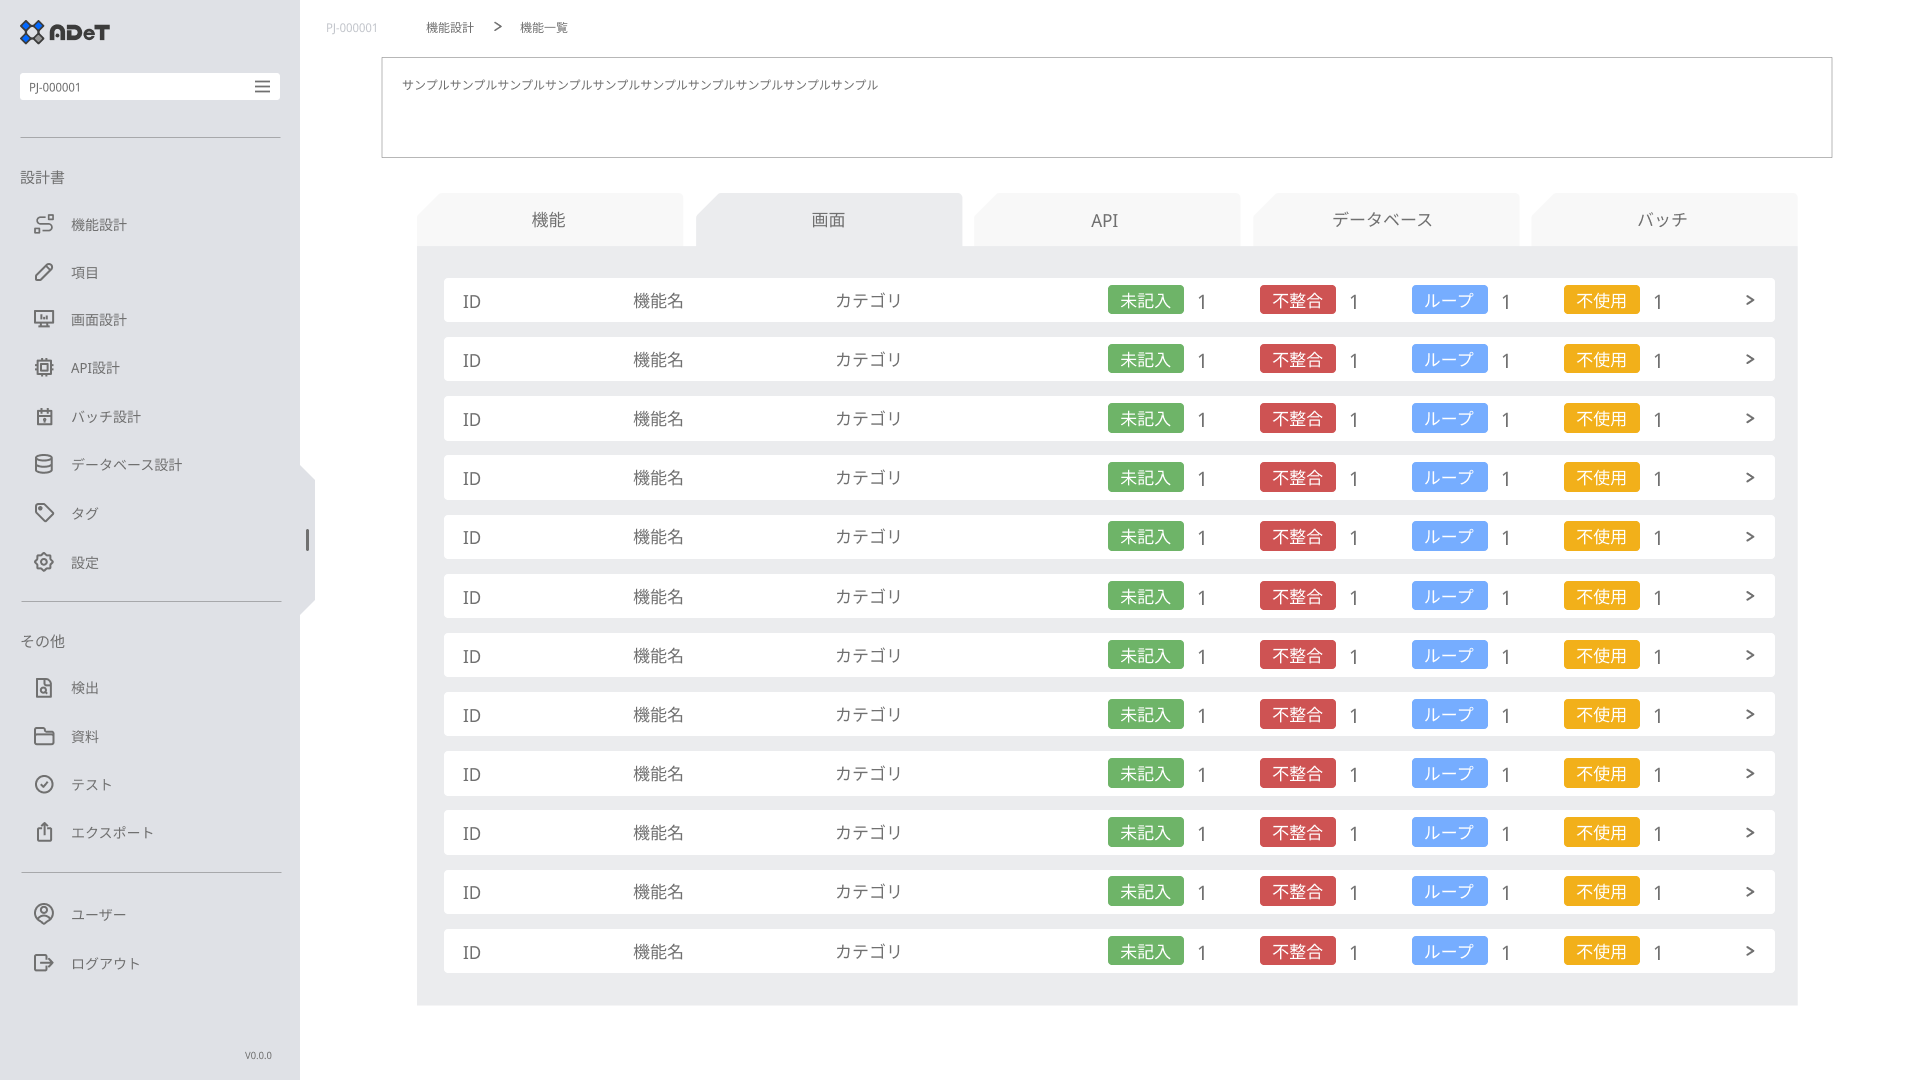 ADeT
PJ-000001
設計書
機能設計
項目
画面設計
API設計
バッチ設計
データベース設計
タグ
設定
その他
検出
資料
テスト
エクスポート
ユーザー
ログアウト
V0.0.0
PJ-000001 機能設計 > 機能一覧
サンプルサンプルサンプルサンプルサンプルサンプルサンプルサンプルサンプルサンプル
機能 画面 API データベース バッチ
ID 機能名 カテゴリ 未記入 1 不整合 1 ループ 1 不使用 1 >
ID 機能名 カテゴリ 未記入 1 不整合 1 ループ 1 不使用 1 >
ID 機能名 カテゴリ 未記入 1 不整合 1 ループ 1 不使用 1 >
ID 機能名 カテゴリ 未記入 1 不整合 1 ループ 1 不使用 1 >
ID 機能名 カテゴリ 未記入 1 不整合 1 ループ 1 不使用 1 >
ID 機能名 カテゴリ 未記入 1 不整合 1 ループ 1 不使用 1 >
ID 機能名 カテゴリ 未記入 1 不整合 1 ループ 1 不使用 1 >
ID 機能名 カテゴリ 未記入 1 不整合 1 ループ 1 不使用 1 >
ID 機能名 カテゴリ 未記入 1 不整合 1 ループ 1 不使用 1 >
ID 機能名 カテゴリ 未記入 1 不整合 1 ループ 1 不使用 1 >
ID 機能名 カテゴリ 未記入 1 不整合 1 ループ 1 不使用 1 >
ID 機能名 カテゴリ 未記入 1 不整合 1 ループ 1 不使用 1 >